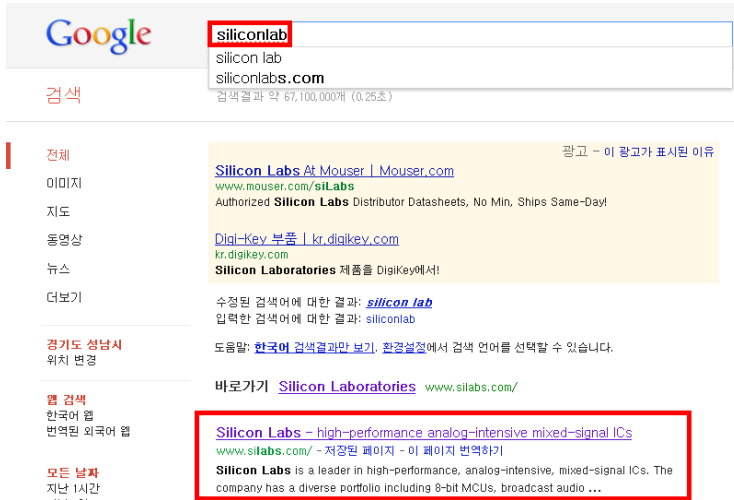 Google
siliconlab
silicon lab
siliconlabs.com
검색
검색결과 약 67,100,000개 (0.25초)
전체
이미지
지도
동영상
뉴스
더보기
경기도 성남시
위치 변경
웹 검색
한국어 웹
번역된 외국어 웹
모든 날짜
지난 1시간
광고 - 이 광고가 표시된 이유
Silicon Labs At Mouser | Mouser.com
www.mouser.com/siLabs
Authorized Silicon Labs Distributor Datasheets, No Min, Ships Same-Day!
Digi-Key 부품 | kr.digikey.com
kr.digikey.com
Silicon Laboratories 제품을 DigiKey에서!
수정된 검색어에 대한 결과: silicon lab
입력한 검색어에 대한 결과: siliconlab
도움말: 한국어 검색결과만 보기. 환경설정에서 검색 언어를 선택할 수 있습니다.
바로가기 Silicon Laboratories www.silabs.com/
Silicon Labs - high-performance analog-intensive mixed-signal ICs
www.silabs.com/ - 저장된 페이지 - 이 페이지 번역하기
Silicon Labs is a leader in high-performance, analog-intensive, mixed-signal ICs. The
company has a diverse portfolio including 8-bit MCUs, broadcast audio ...